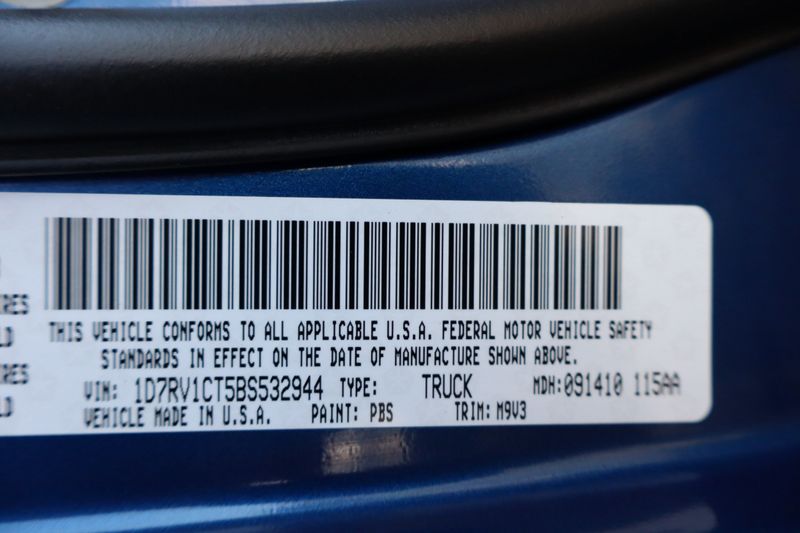 THIS VEHICLE CONFORMS TO ALL APPLICABLE U.S.A. FEDERAL MOTOR VEHICLE SAFETY
STANDARDS IN EFFECT ON THE DATE OF MANUFACTURE SHOWN ABOVE.
VIN: 1D7RV1CT5BS532944 TYPE: TRUCK MDH:091410 115AA
VEHICLE MADE IN U.S.A. PAINT: PBS TRIM: M9V3